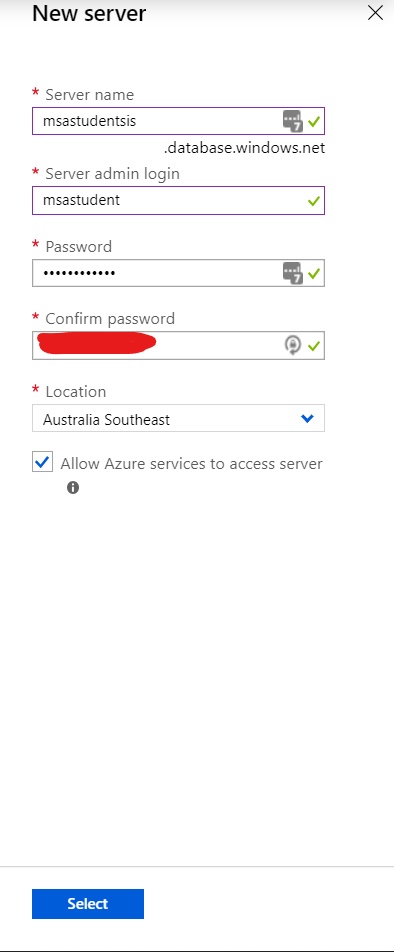 New server
* Server name
msastudentsis
.database.windows.net
* Server admin login
msastudent
* Password
••••••••••••
* Confirm password
* Location
Australia Southeast
Allow Azure services to access server
Select